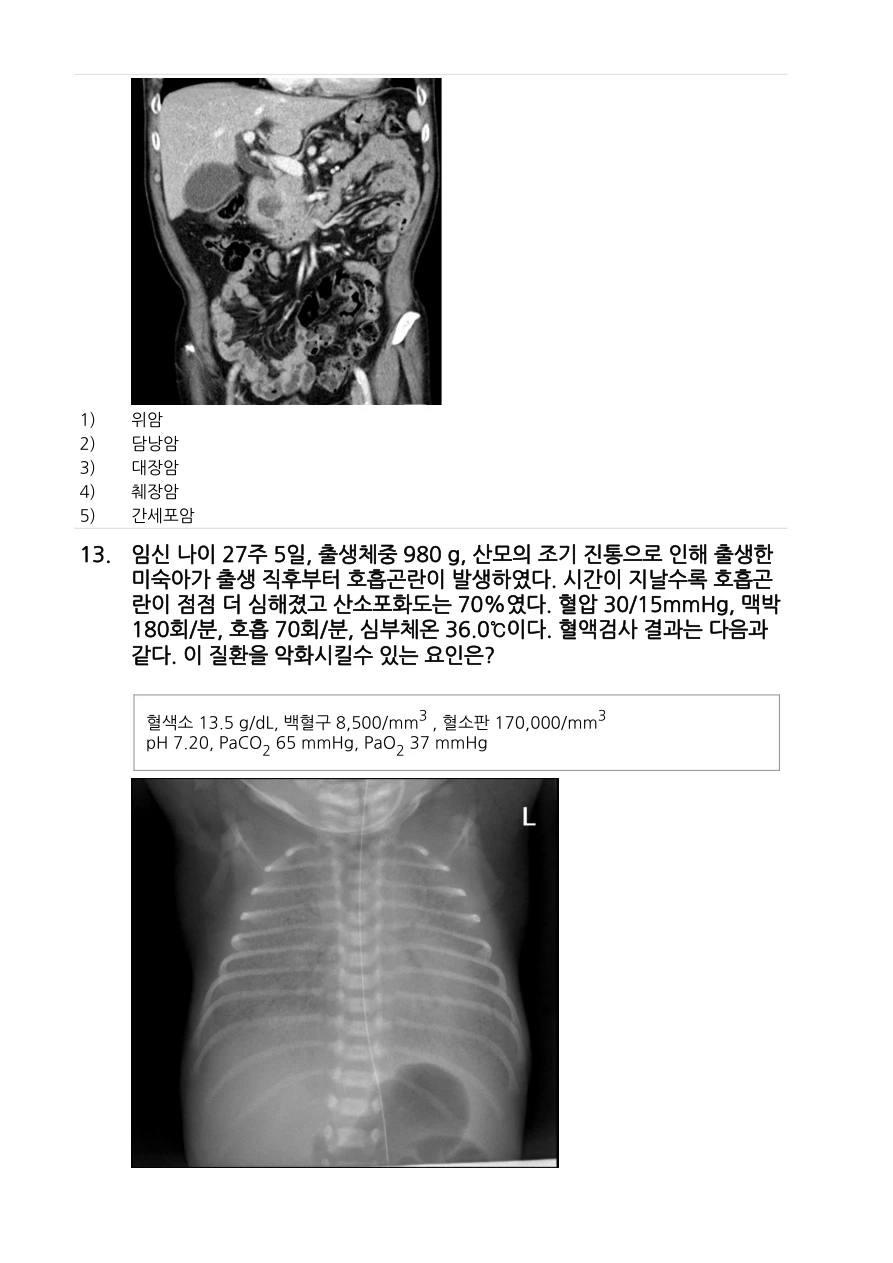 1) 위암
2) 담낭암
3) 대장암
4) 췌장암
5) 간세포암
13. 임신 나이 27주 5일, 출생체중 980 g, 산모의 조기 진통으로 인해 출생한
미숙아가 출생 직후부터 호흡곤란이 발생하였다. 시간이 지날수록 호흡곤
란이 점점 더 심해졌고 산소포화도는 70%였다. 혈압 30/15mmHg, 맥박
180회/분, 호흡 70회/분, 심부체온 36.0℃이다. 혈액검사 결과는 다음과
같다. 이 질환을 악화시킬수 있는 요인은?
혈색소 13.5 g/dL, 백혈구 8,500/mm³ , 혈소판 170,000/mm³
pH 7.20, PaCO₂ 65 mmHg, PaO₂ 37 mmHg
L